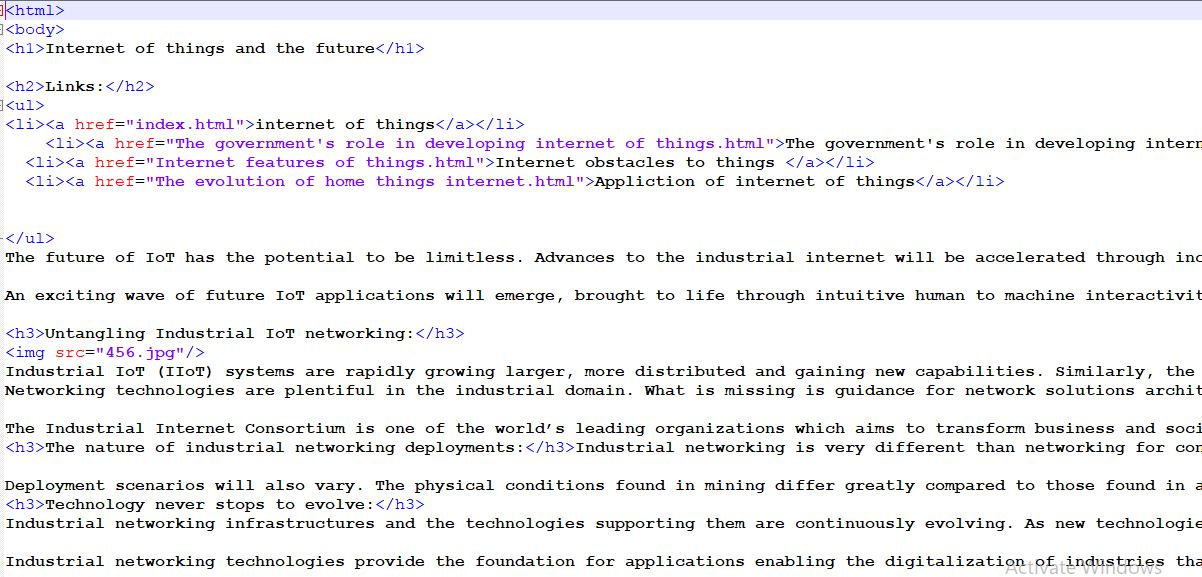 <html>
<body>
<h1>Internet of things and the future</h1>
<h2>Links:</h2>
<ul>
<li><a href="index.html">internet of things</a></li>
<li><a href="The government's role in developing internet of things.html">The government's role in developing intern
<li><a href="Internet features of things.html">Internet obstacles to things </a></li>
<li><a href="The evolution of home things internet.html">Appliction of internet of things</a></li>
</ul>
The future of IoT has the potential to be limitless. Advances to the industrial internet will be accelerated through inc
An exciting wave of future IoT applications will emerge, brought to life through intuitive human to machine interactivit
<h3>Untangling Industrial IoT networking:</h3>
<img src="456.jpg"/>
Industrial IoT (IIoT) systems are rapidly growing larger, more distributed and gaining new capabilities. Similarly, the
Networking technologies are plentiful in the industrial domain. What is missing is guidance for network solutions archit
The Industrial Internet Consortium is one of the world’s leading organizations which aims to transform business and soci
<h3>The nature of industrial networking deployments:</h3>Industrial networking is very different than networking for con
Deployment scenarios will also vary. The physical conditions found in mining differ greatly compared to those found in a
<h3>Technology never stops to evolve:</h3>
Industrial networking infrastructures and the technologies supporting them are continuously evolving. As new technologie
Industrial networking technologies provide the foundation for applications enabling the digitalization of industries tha
Activate Windows